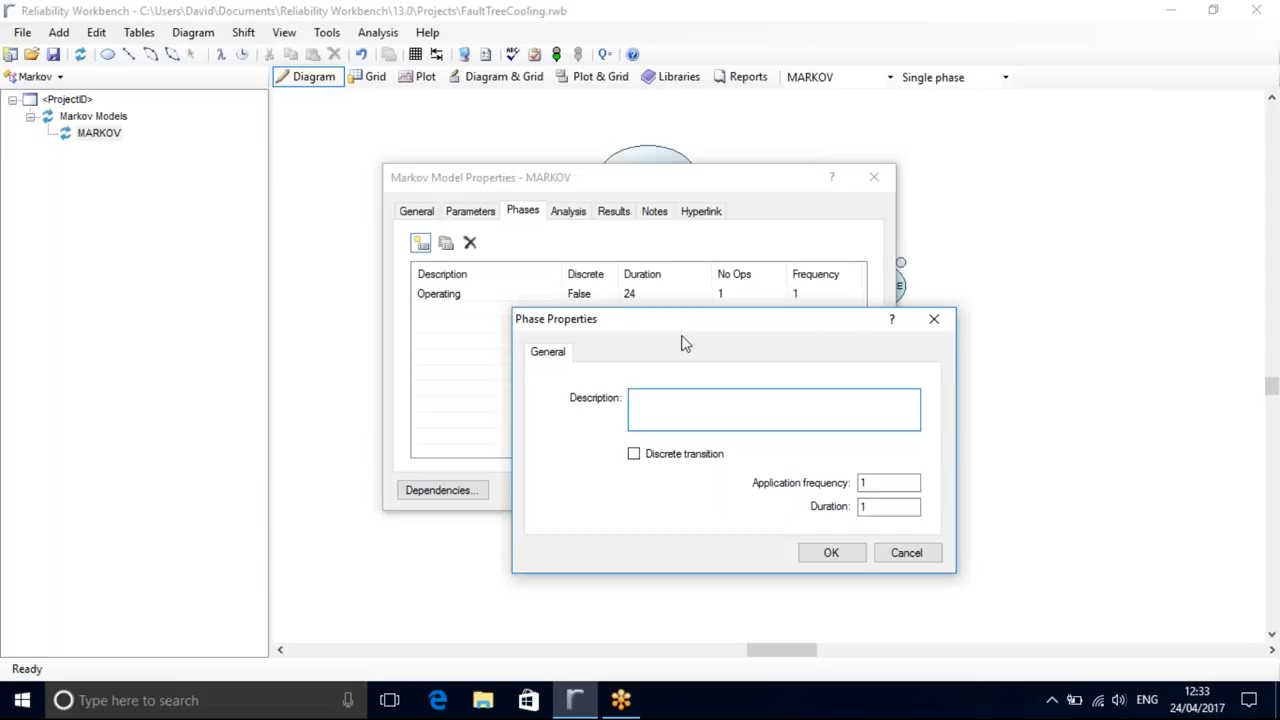 Reliability Workbench - C:\Users\David\Documents\Reliability Workbench\13.0\Projects\FaultTreeCooling.rwb
File Add Edit Tables Diagram Shift View Tools Analysis Help
Markov Diagram Grid Plot Diagram & Grid Plot & Grid Libraries Reports MARKOV Single phase
<ProjectID>
Markov Models
MARKOV
Markov Model Properties - MARKOV ?
General Parameters Phases Analysis Results Notes Hyperlink
Description Discrete Duration No Ops Frequency
Operating False 24 1 1
E
Phase Properties ?
General
Description:
Discrete transition
Application frequency: 1
Duration: 1
Dependencies...
OK Cancel
Ready
Type here to search
ENG
12:33
24/04/2017